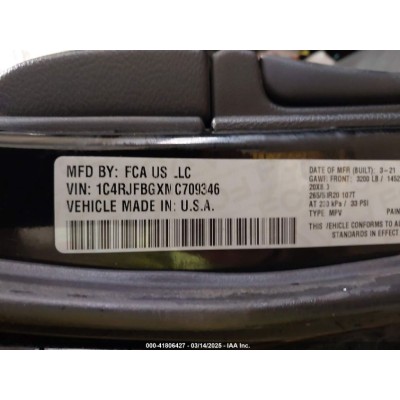 MFD BY: FCA US LLC
VIN: 1C4RJFBGXMC709346
VEHICLE MADE IN: U.S.A.
DATE OF MFR (BUILT): 3-21
GAWR: FRONT: 3200 LB / 1452
265/50R20 107T
AT 230 kPa / 33 PSI
TYPE: MPV PAIN
THIS VEHICLE CONFORMS TO A
STANDARDS IN EFFECT
000-41806427 - 03/14/2025 - IAA Inc.